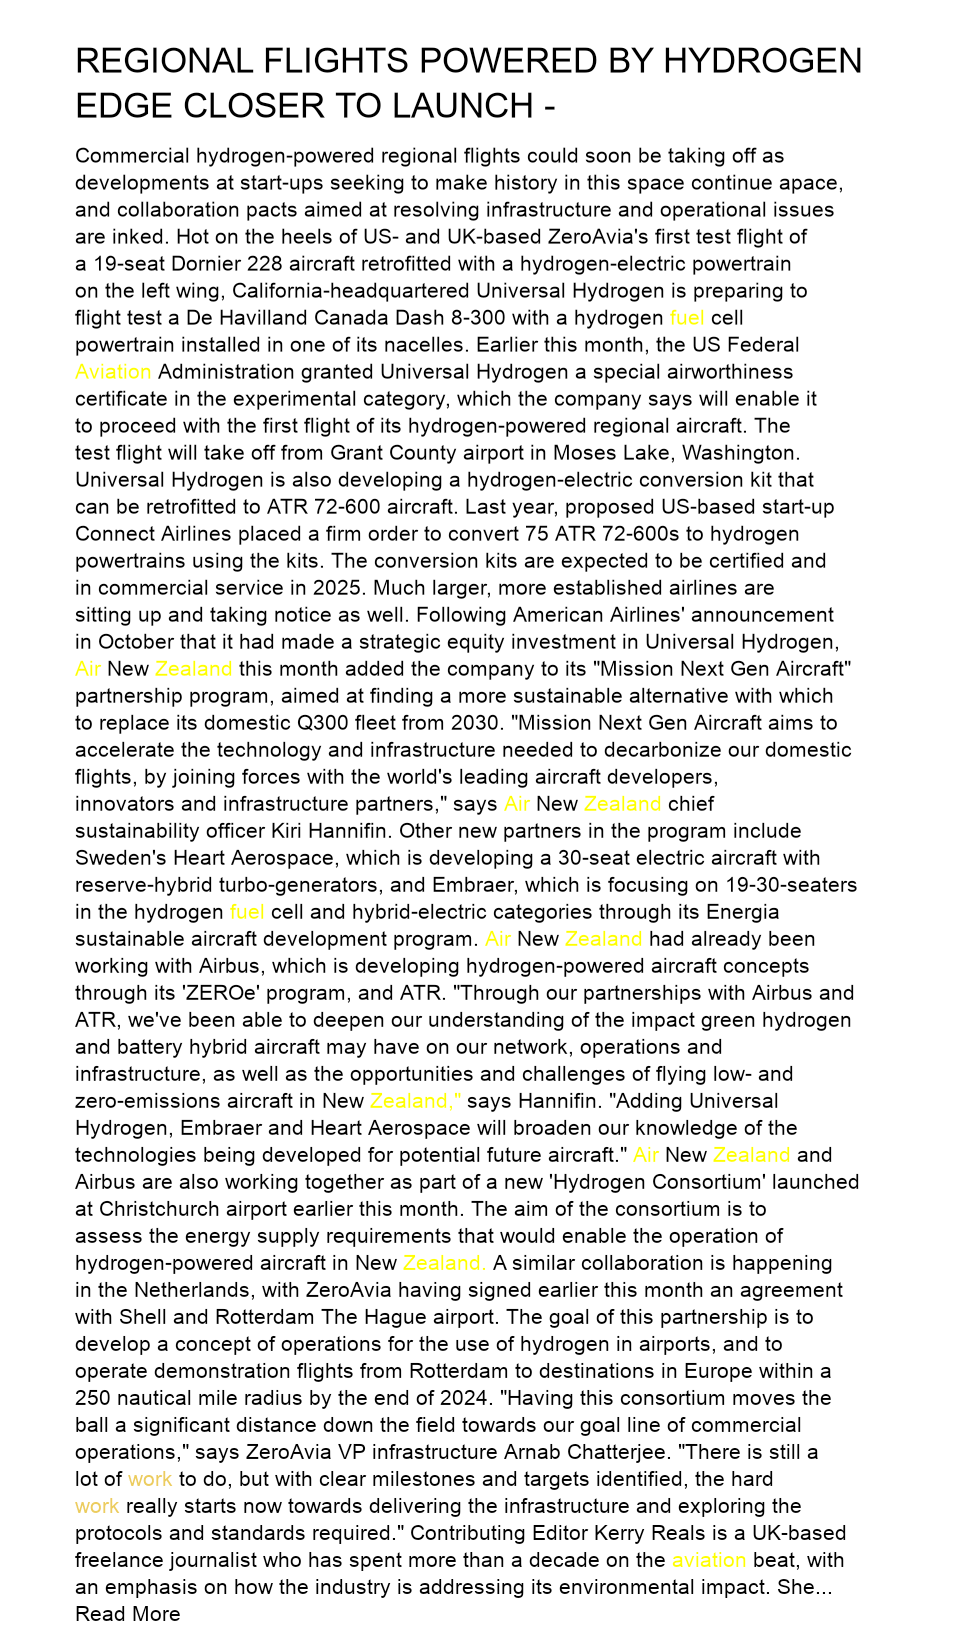 REGIONAL FLIGHTS POWERED BY HYDROGEN
EDGE CLOSER TO LAUNCH -
Commercial hydrogen-powered regional flights could soon be taking off as
developments at start-ups seeking to make history in this space continue apace,
and collaboration pacts aimed at resolving infrastructure and operational issues
are inked. Hot on the heels of US- and UK-based ZeroAvia's first test flight of
a 19-seat Dornier 228 aircraft retrofitted with a hydrogen-electric powertrain
on the left wing, California-headquartered Universal Hydrogen is preparing to
flight test a De Havilland Canada Dash 8-300 with a hydrogen fuel cell
powertrain installed in one of its nacelles. Earlier this month, the US Federal
Aviation Administration granted Universal Hydrogen a special airworthiness
certificate in the experimental category, which the company says will enable it
to proceed with the first flight of its hydrogen-powered regional aircraft. The
test flight will take off from Grant County airport in Moses Lake, Washington.
Universal Hydrogen is also developing a hydrogen-electric conversion kit that
can be retrofitted to ATR 72-600 aircraft. Last year, proposed US-based start-up
Connect Airlines placed a firm order to convert 75 ATR 72-600s to hydrogen
powertrains using the kits. The conversion kits are expected to be certified and
in commercial service in 2025. Much larger, more established airlines are
sitting up and taking notice as well. Following American Airlines' announcement
in October that it had made a strategic equity investment in Universal Hydrogen,
Air New Zealand this month added the company to its "Mission Next Gen Aircraft"
partnership program, aimed at finding a more sustainable alternative with which
to replace its domestic Q300 fleet from 2030. "Mission Next Gen Aircraft aims to
accelerate the technology and infrastructure needed to decarbonize our domestic
flights, by joining forces with the world's leading aircraft developers,
innovators and infrastructure partners," says Air New Zealand chief
sustainability officer Kiri Hannifin. Other new partners in the program include
Sweden's Heart Aerospace, which is developing a 30-seat electric aircraft with
reserve-hybrid turbo-generators, and Embraer, which is focusing on 19-30-seaters
in the hydrogen fuel cell and hybrid-electric categories through its Energia
sustainable aircraft development program. Air New Zealand had already been
working with Airbus, which is developing hydrogen-powered aircraft concepts
through its 'ZEROe' program, and ATR. "Through our partnerships with Airbus and
ATR, we've been able to deepen our understanding of the impact green hydrogen
and battery hybrid aircraft may have on our network, operations and
infrastructure, as well as the opportunities and challenges of flying low- and
zero-emissions aircraft in New Zealand," says Hannifin. "Adding Universal
Hydrogen, Embraer and Heart Aerospace will broaden our knowledge of the
technologies being developed for potential future aircraft." Air New Zealand and
Airbus are also working together as part of a new 'Hydrogen Consortium' launched
at Christchurch airport earlier this month. The aim of the consortium is to
assess the energy supply requirements that would enable the operation of
hydrogen-powered aircraft in New Zealand. A similar collaboration is happening
in the Netherlands, with ZeroAvia having signed earlier this month an agreement
with Shell and Rotterdam The Hague airport. The goal of this partnership is to
develop a concept of operations for the use of hydrogen in airports, and to
operate demonstration flights from Rotterdam to destinations in Europe within a
250 nautical mile radius by the end of 2024. "Having this consortium moves the
ball a significant distance down the field towards our goal line of commercial
operations," says ZeroAvia VP infrastructure Arnab Chatterjee. "There is still a
lot of work to do, but with clear milestones and targets identified, the hard
work really starts now towards delivering the infrastructure and exploring the
protocols and standards required." Contributing Editor Kerry Reals is a UK-based
freelance journalist who has spent more than a decade on the aviation beat, with
an emphasis on how the industry is addressing its environmental impact. She...
Read More